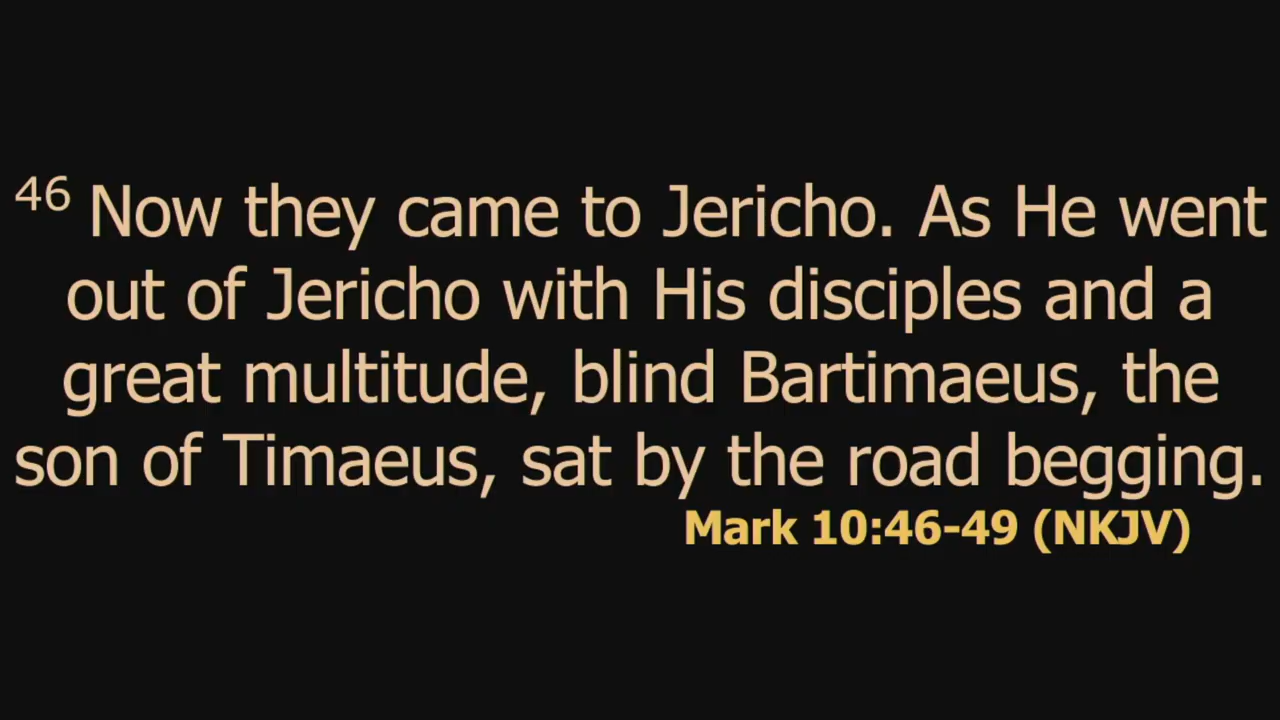 46 Now they came to Jericho. As He went
out of Jericho with His disciples and a
great multitude, blind Bartimaeus, the
son of Timaeus, sat by the road begging.
Mark 10:46-49 (NKJV)